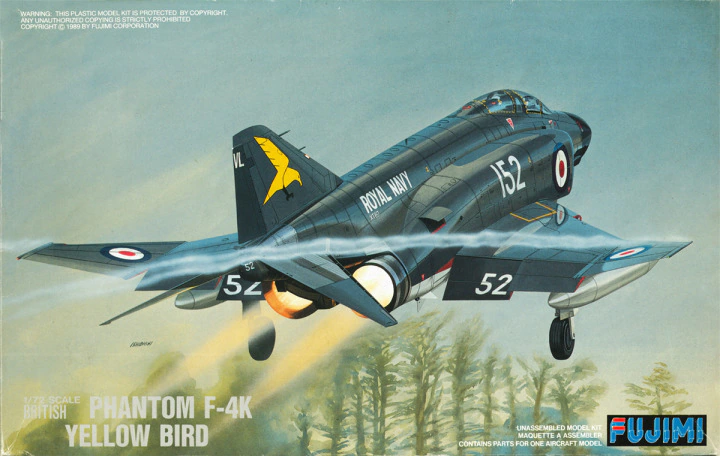 WARNING: THIS PLASTIC MODEL KIT IS PROTECTED BY COPYRIGHT.
ANY UNAUTHORIZED COPYING IS STRICTLY PROHIBITED
COPYRIGHT © 1989 BY FUJIMI CORPORATION
VL
152
ROYAL NAVY
52
52
52
1/72 SCALE
BRITISH PHANTOM F-4K
YELLOW BIRD
UNASSEMBLED MODEL KIT
MAQUETTE A ASSEMBLER
CONTAINS PARTS FOR ONE AIRCRAFT MODEL
FUJIMI